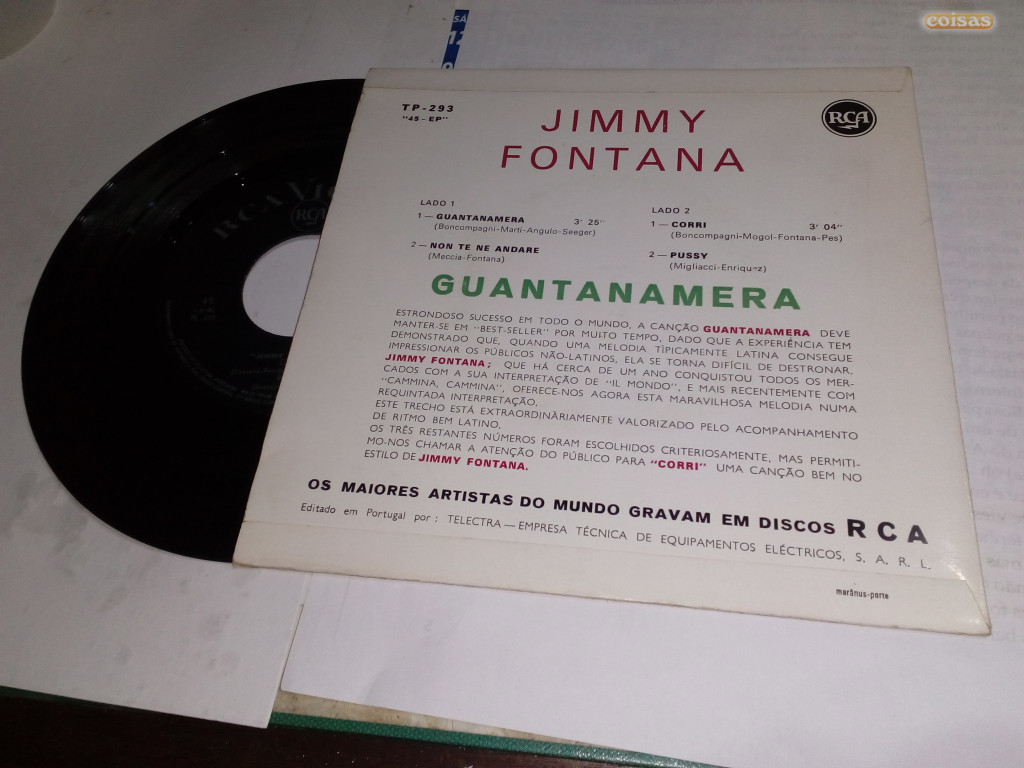 coisas
SÁ
12
TP-293
"45-EP"
JIMMY
FONTANA
RCA
LADO 1
1 — GUANTANAMERA 3' 25"
(Boncompagni-Marti-Angulo-Seeger)
2 — NON TE NE ANDARE
(Meccia-Fontana)
LADO 2
1 — CORRI 3' 04"
(Boncompagni-Mogol-Fontana-Pes)
2 — PUSSY
(Migliacci-Enriquez)
GUANTANAMERA
ESTRONDOSO SUCESSO EM TODO O MUNDO, A CANÇÃO GUANTANAMERA DEVE
MANTER-SE EM "BEST-SELLER" POR MUITO TEMPO, DADO QUE A EXPERIÊNCIA TEM
DEMONSTRADO QUE, QUANDO UMA MELODIA TÌPICAMENTE LATINA CONSEGUE
IMPRESSIONAR OS PÚBLICOS NÃO-LATINOS, ELA SE TORNA DIFÍCIL DE DESTRONAR.
JIMMY FONTANA; QUE HÁ CERCA DE UM ANO CONQUISTOU TODOS OS MER-
CADOS COM A SUA INTERPRETAÇÃO DE "IL MONDO", E MAIS RECENTEMENTE COM
"CAMMINA, CAMMINA", OFERECE-NOS AGORA ESTA MARAVILHOSA MELODIA NUMA
REQUINTADA INTERPRETAÇÃO.
ESTE TRECHO ESTÁ EXTRAORDINÀRIAMENTE VALORIZADO PELO ACOMPANHAMENTO
DE RITMO BEM LATINO.
OS TRÊS RESTANTES NÚMEROS FORAM ESCOLHIDOS CRITERIOSAMENTE, MAS PERMITI-
MO-NOS CHAMAR A ATENÇÃO DO PÚBLICO PARA "CORRI" UMA CANÇÃO BEM NO
ESTILO DE JIMMY FONTANA.
OS MAIORES ARTISTAS DO MUNDO GRAVAM EM DISCOS RCA
Editado em Portugal por: TELECTRA — EMPRESA TÉCNICA DE EQUIPAMENTOS ELÉCTRICOS, S. A. R. L.
marânus-porto
RCA
RCA